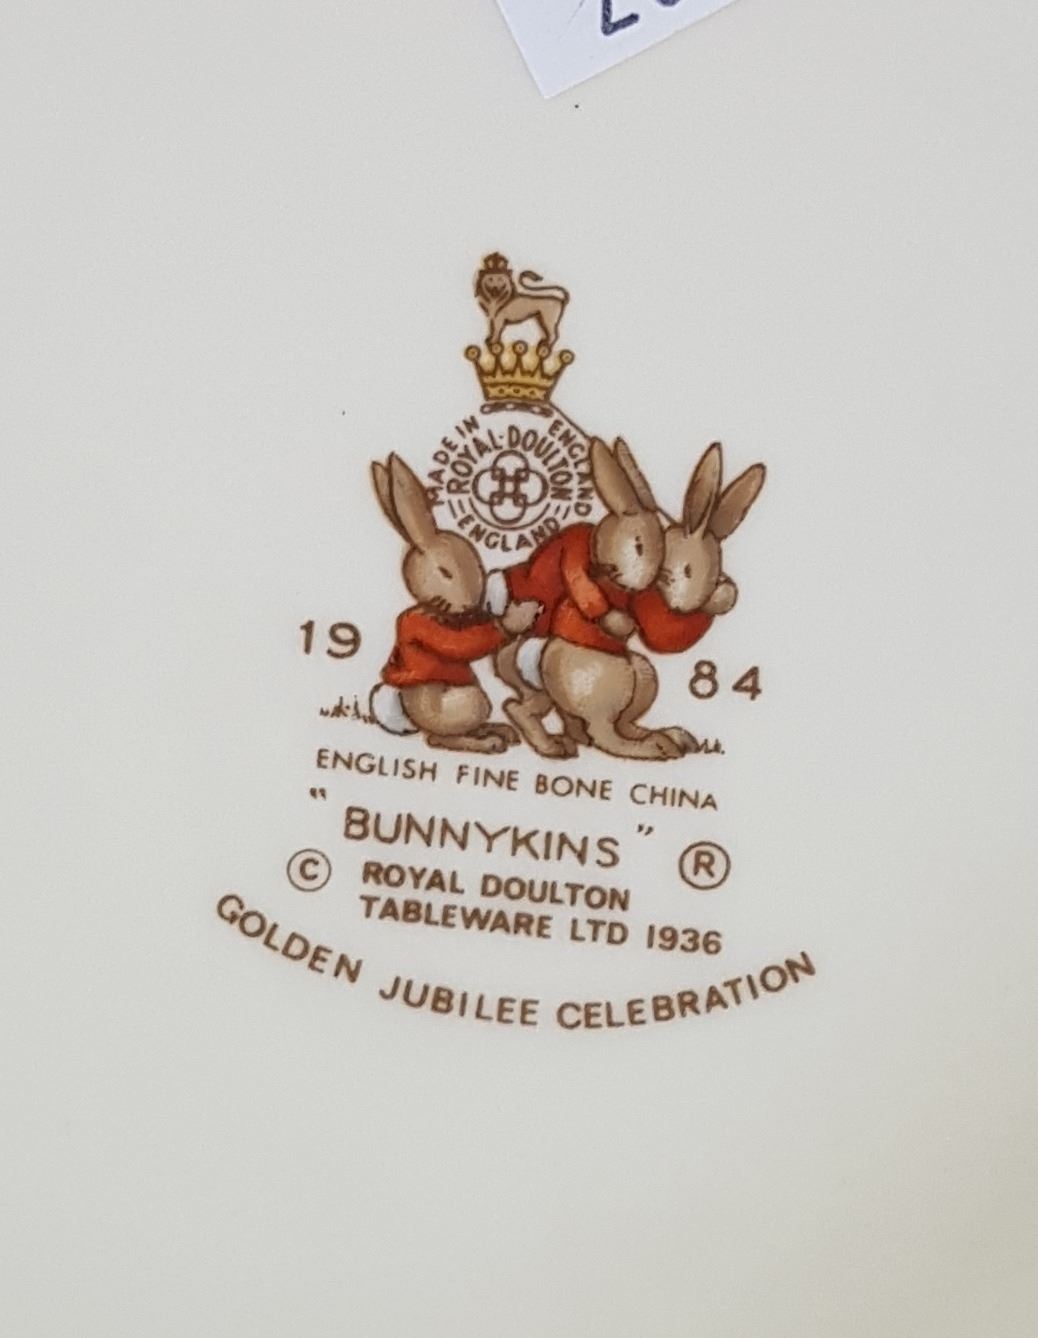 MADE IN ENGLAND
ROYAL·DOULTON
ENGLAND
19 84
ENGLISH FINE BONE CHINA
"BUNNYKINS" ®
© ROYAL DOULTON
TABLEWARE LTD 1936
GOLDEN JUBILEE CELEBRATION